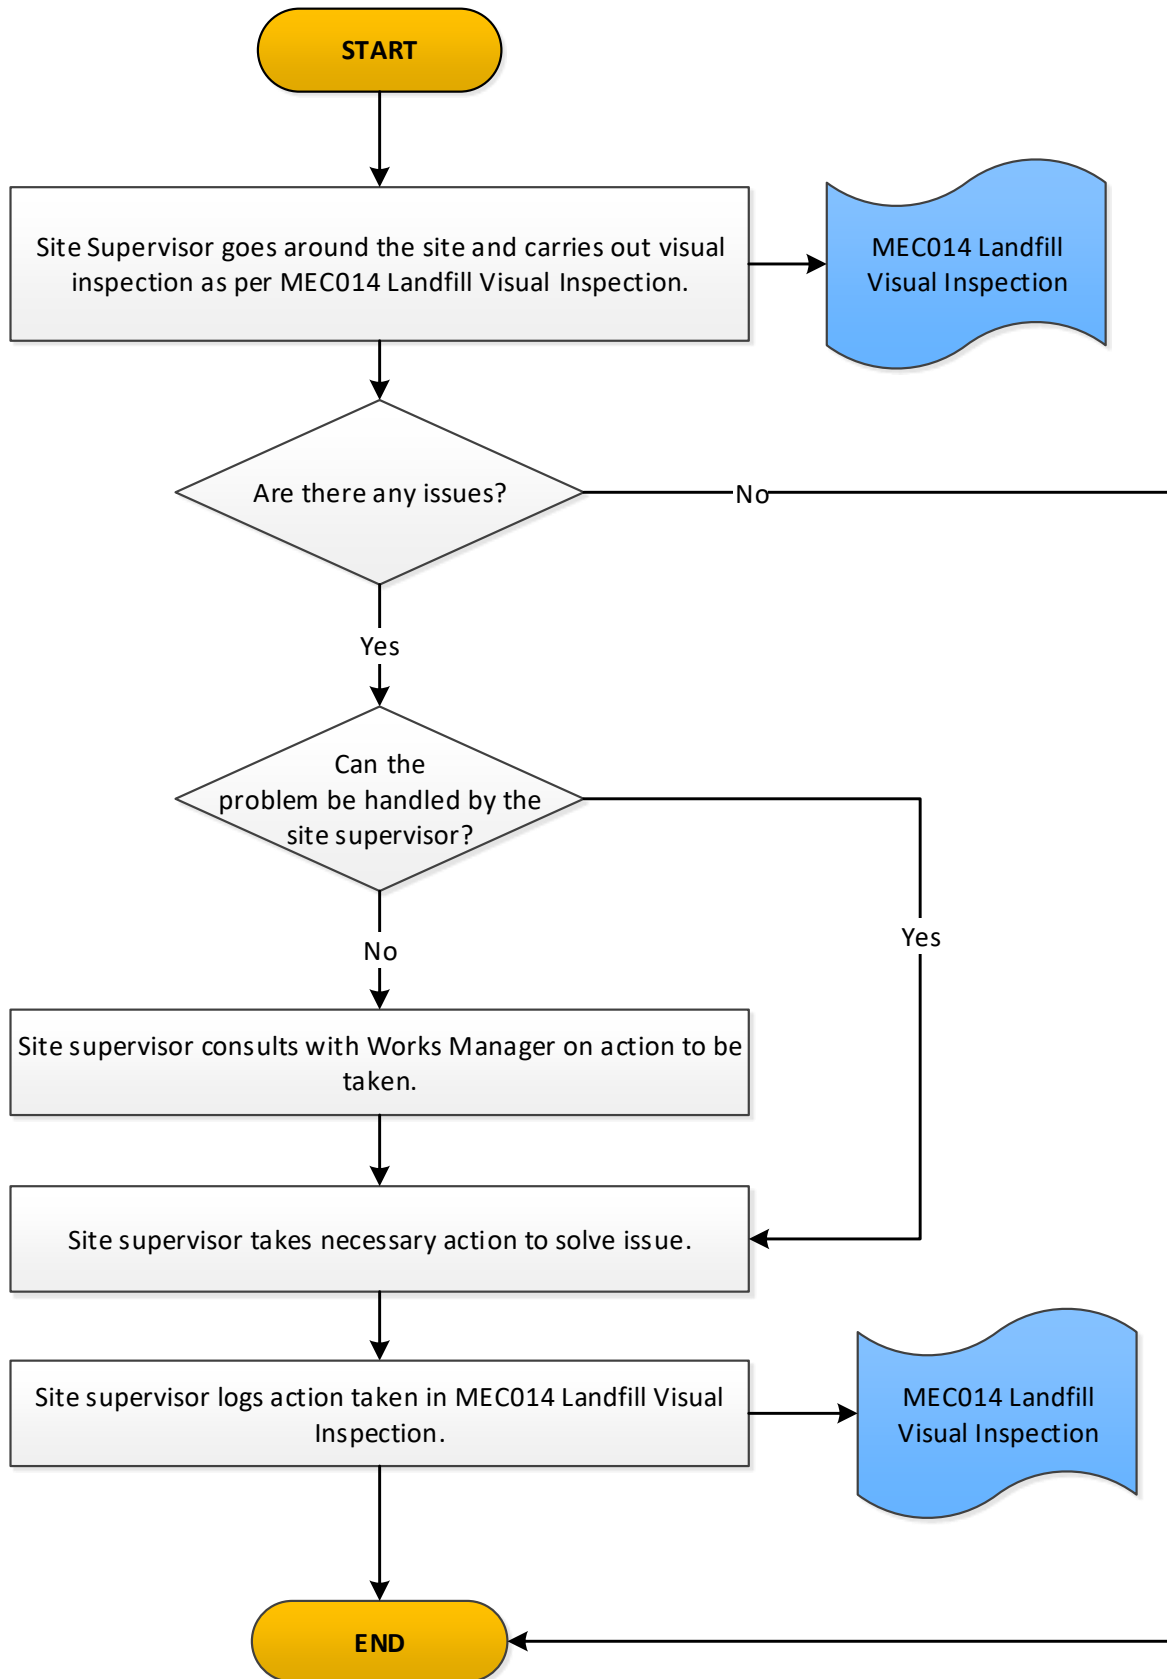 START
Site Supervisor goes around the site and carries out visual
inspection as per MEC014 Landfill Visual Inspection.
MEC014 Landfill
Visual Inspection
Are there any issues?
No
Yes
Can the
problem be handled by the
site supervisor?
Yes
No
Site supervisor consults with Works Manager on action to be
taken.
Site supervisor takes necessary action to solve issue.
Site supervisor logs action taken in MEC014 Landfill Visual
Inspection.
MEC014 Landfill
Visual Inspection
END